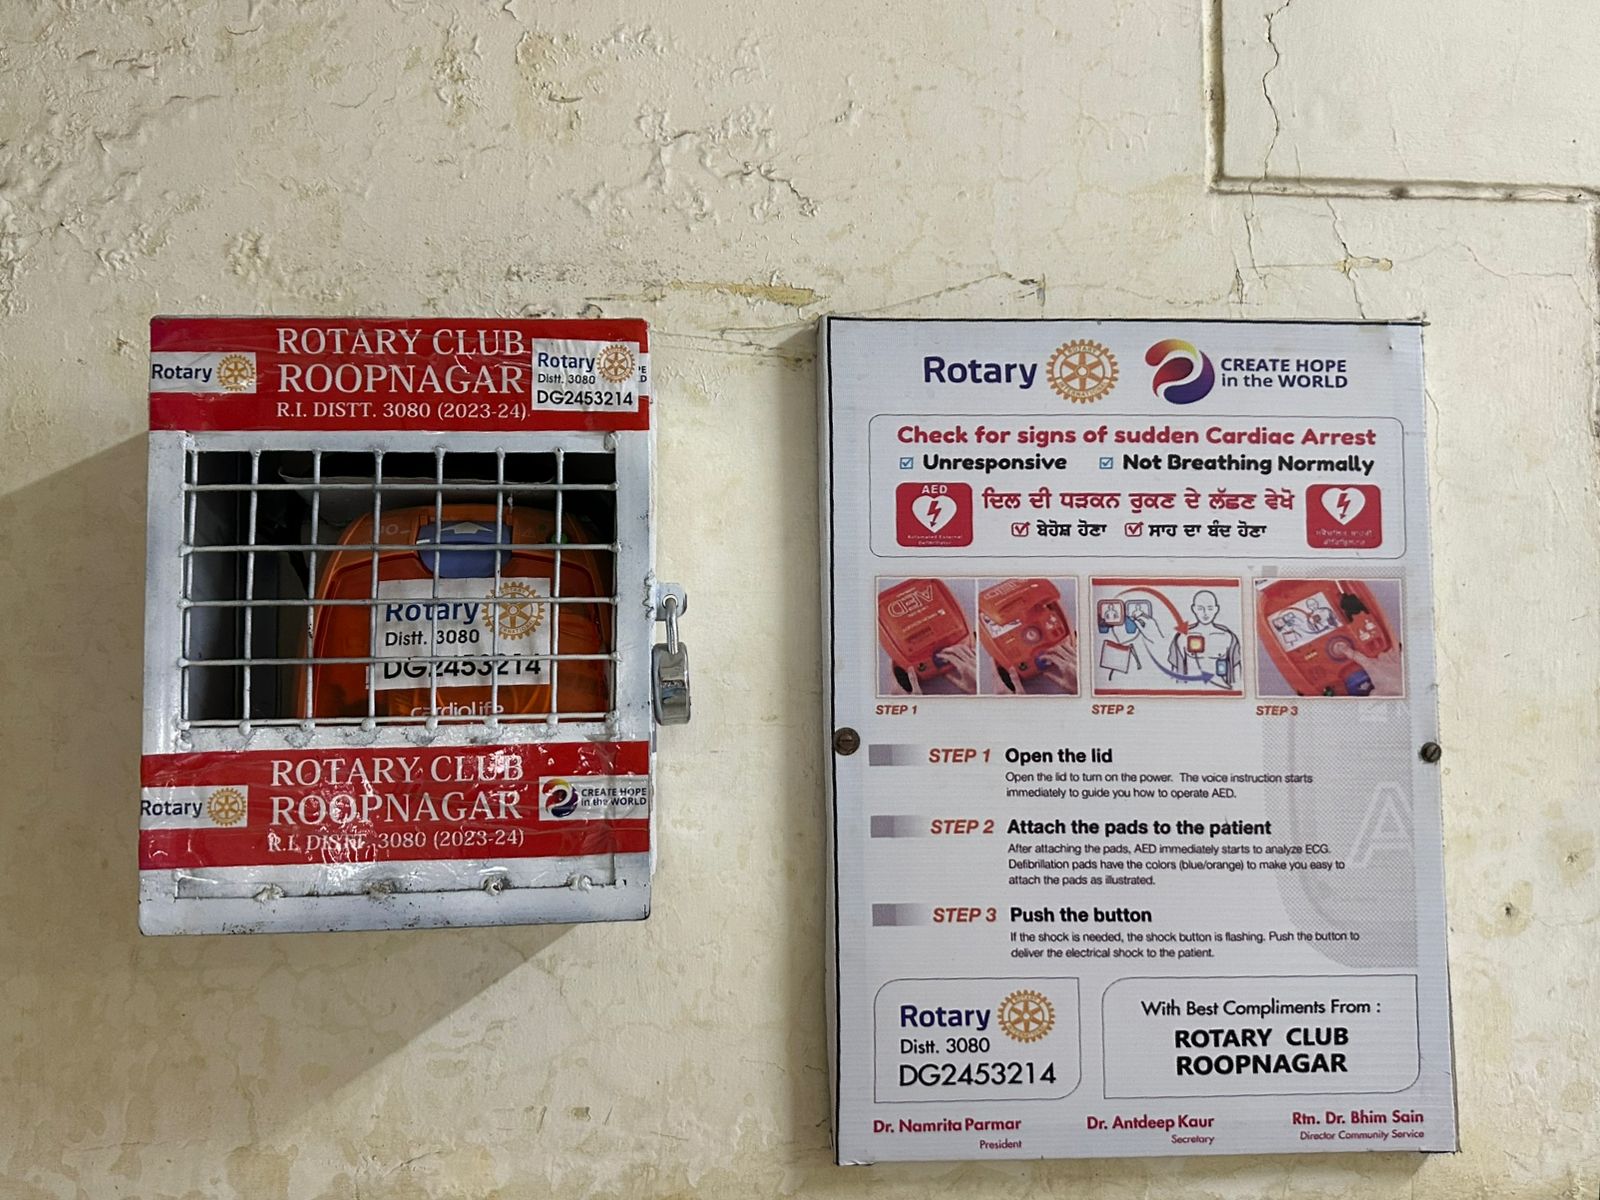 ROTARY CLUB
ROOPNAGAR
R.I. DISTT. 3080 (2023-24)
Rotary
Rotary
Distt. 3080
DG2453214
Rotary
Distt. 3080
DG2453214
cardiolife
ROTARY CLUB
ROOPNAGAR
R.I. DISTT. 3080 (2023-24)
Rotary
CREATE HOPE
in the WORLD
Rotary
CREATE HOPE
in the WORLD
Check for signs of sudden Cardiac Arrest
Unresponsive Not Breathing Normally
AED
Automated External
Defibrillator
ਦਿਲ ਦੀ ਧੜਕਨ ਰੁਕਣ ਦੇ ਲੱਛਣ ਵੇਖੋ
ਬੇਹੋਸ਼ ਹੋਣਾ ਸਾਹ ਦਾ ਬੰਦ ਹੋਣਾ
AED
STEP 1 STEP 2 STEP 3
STEP 1 Open the lid
Open the lid to turn on the power. The voice instruction starts
immediately to guide you how to operate AED.
STEP 2 Attach the pads to the patient
After attaching the pads, AED immediately starts to analyze ECG.
Defibrillation pads have the colors (blue/orange) to make you easy to
attach the pads as illustrated.
STEP 3 Push the button
If the shock is needed, the shock button is flashing. Push the button to
deliver the electrical shock to the patient.
Rotary
Distt. 3080
DG2453214
With Best Compliments From :
ROTARY CLUB
ROOPNAGAR
Dr. Namrita Parmar
President
Dr. Antdeep Kaur
Secretary
Rtn. Dr. Bhim Sain
Director Community Service